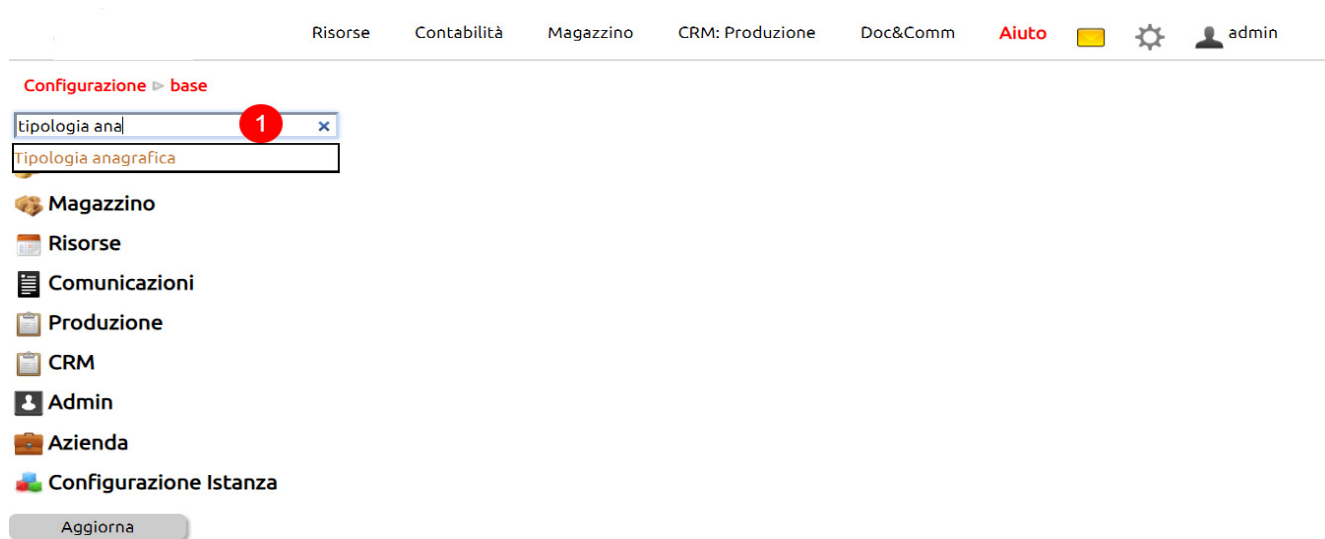 Risorse Contabilità Magazzino CRM: Produzione Doc&Comm Aiuto admin
Configurazione ▹ base
tipologia ana 1 ×
Tipologia anagrafica
Magazzino
Risorse
Comunicazioni
Produzione
CRM
Admin
Azienda
Configurazione Istanza
Aggiorna